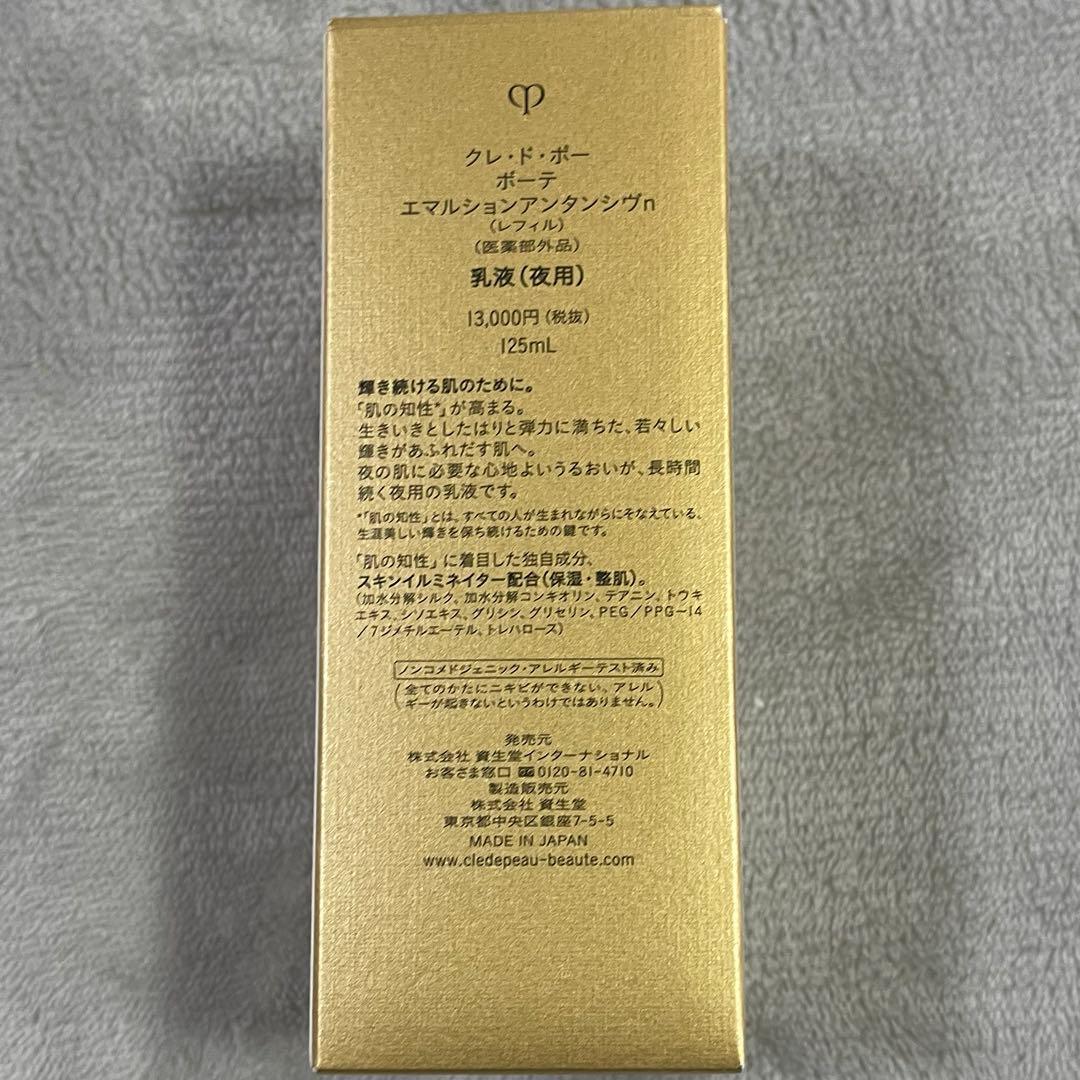 クレ・ド・ポー
ボーテ
エマルションアンタンシヴn
(レフィル)
(医薬部外品)
乳液(夜用)
13,000円(税抜)
125mL
輝き続ける肌のために。
「肌の知性*」が高まる。
生きいきとしたはりと弾力に満ちた、若々しい
輝きがあふれだす肌へ。
夜の肌に必要な心地よいうるおいが、長時間
続く夜用の乳液です。
*「肌の知性」とは、すべての人が生まれながらにそなえている、
生涯美しい輝きを保ち続けるための鍵です。
「肌の知性」に着目した独自成分、
スキンイルミネイター配合(保湿・整肌)。
(加水分解シルク、加水分解コンキオリン、テアニン、トウキ
エキス、シソエキス、グリシン、グリセリン、PEG/PPG-14
/7ジメチルエーテル、トレハロース)
ノンコメドジェニック・アレルギーテスト済み
(全てのかたにニキビができない、アレル
ギーが起きないというわけではありません。)
発売元
株式会社 資生堂インターナショナル
お客さま窓口 0120-81-4710
製造販売元
株式会社 資生堂
東京都中央区銀座7-5-5
MADE IN JAPAN
www.cledepeau-beaute.com